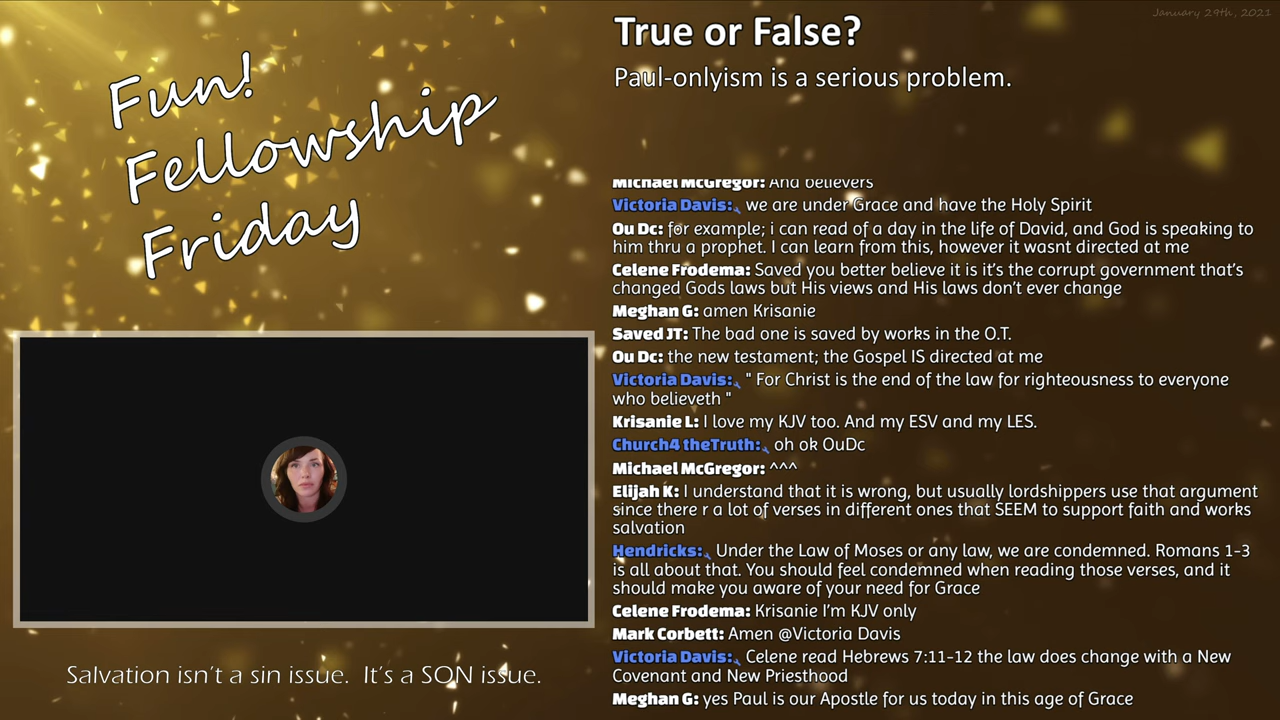 January 29th, 2021
Fun!
Fellowship
Friday
True or False?
Paul-onlyism is a serious problem.
Michael McGregor: And believers
Victoria Davis: we are under Grace and have the Holy Spirit
Ou Dc: for example; i can read of a day in the life of David, and God is speaking to
him thru a prophet. I can learn from this, however it wasnt directed at me
Celene Frodema: Saved you better believe it is it's the corrupt government that's
changed Gods laws but His views and His laws don't ever change
Meghan G: amen Krisanie
Saved JT: The bad one is saved by works in the O.T.
Ou Dc: the new testament; the Gospel IS directed at me
Victoria Davis: " For Christ is the end of the law for righteousness to everyone
who believeth "
Krisanie L: I love my KJV too. And my ESV and my LES.
Church4 theTruth: oh ok OuDc
Michael McGregor: ^^^
Elijah K: I understand that it is wrong, but usually lordshippers use that argument
since there r a lot of verses in different ones that SEEM to support faith and works
salvation
Hendricks: Under the Law of Moses or any law, we are condemned. Romans 1-3
is all about that. You should feel condemned when reading those verses, and it
should make you aware of your need for Grace
Celene Frodema: Krisanie I'm KJV only
Mark Corbett: Amen @Victoria Davis
Victoria Davis: Celene read Hebrews 7:11-12 the law does change with a New
Covenant and New Priesthood
Meghan G: yes Paul is our Apostle for us today in this age of Grace
Salvation isn't a sin issue. It's a SON issue.